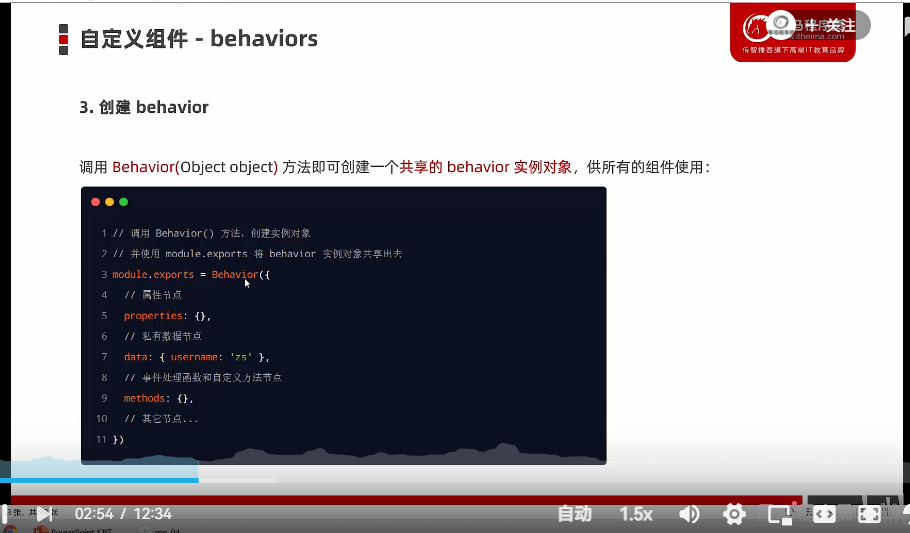 自定义组件 - behaviors
+ 关注
www.itheima.com
传智播客旗下高端IT教育品牌
3. 创建 behavior
调用 Behavior(Object object) 方法即可创建一个共享的 behavior 实例对象，供所有的组件使用：
1 // 调用 Behavior() 方法，创建实例对象
2 // 并使用 module.exports 将 behavior 实例对象共享出去
3 module.exports = Behavior({
4 // 属性节点
5 properties: {},
6 // 私有数据节点
7 data: { username: 'zs' },
8 // 事件处理函数和自定义方法节点
9 methods: {},
10 // 其它节点...
11 })
02:54 / 12:34
自动
1.5x